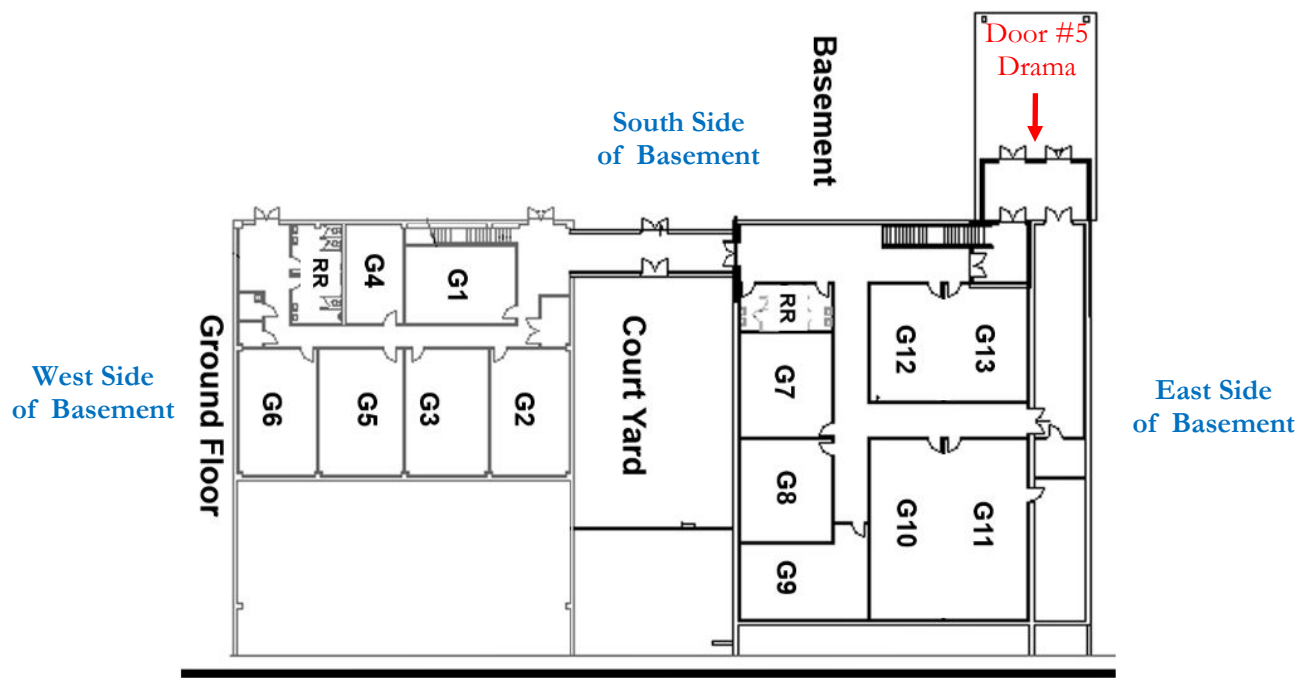 Door #5
Drama
Basement
South Side
of Basement
RR
G4
G1
RR
G12
G13
Ground Floor
Court Yard
G7
West Side
of Basement
East Side
of Basement
G6
G5
G3
G2
G8
G10
G11
G9